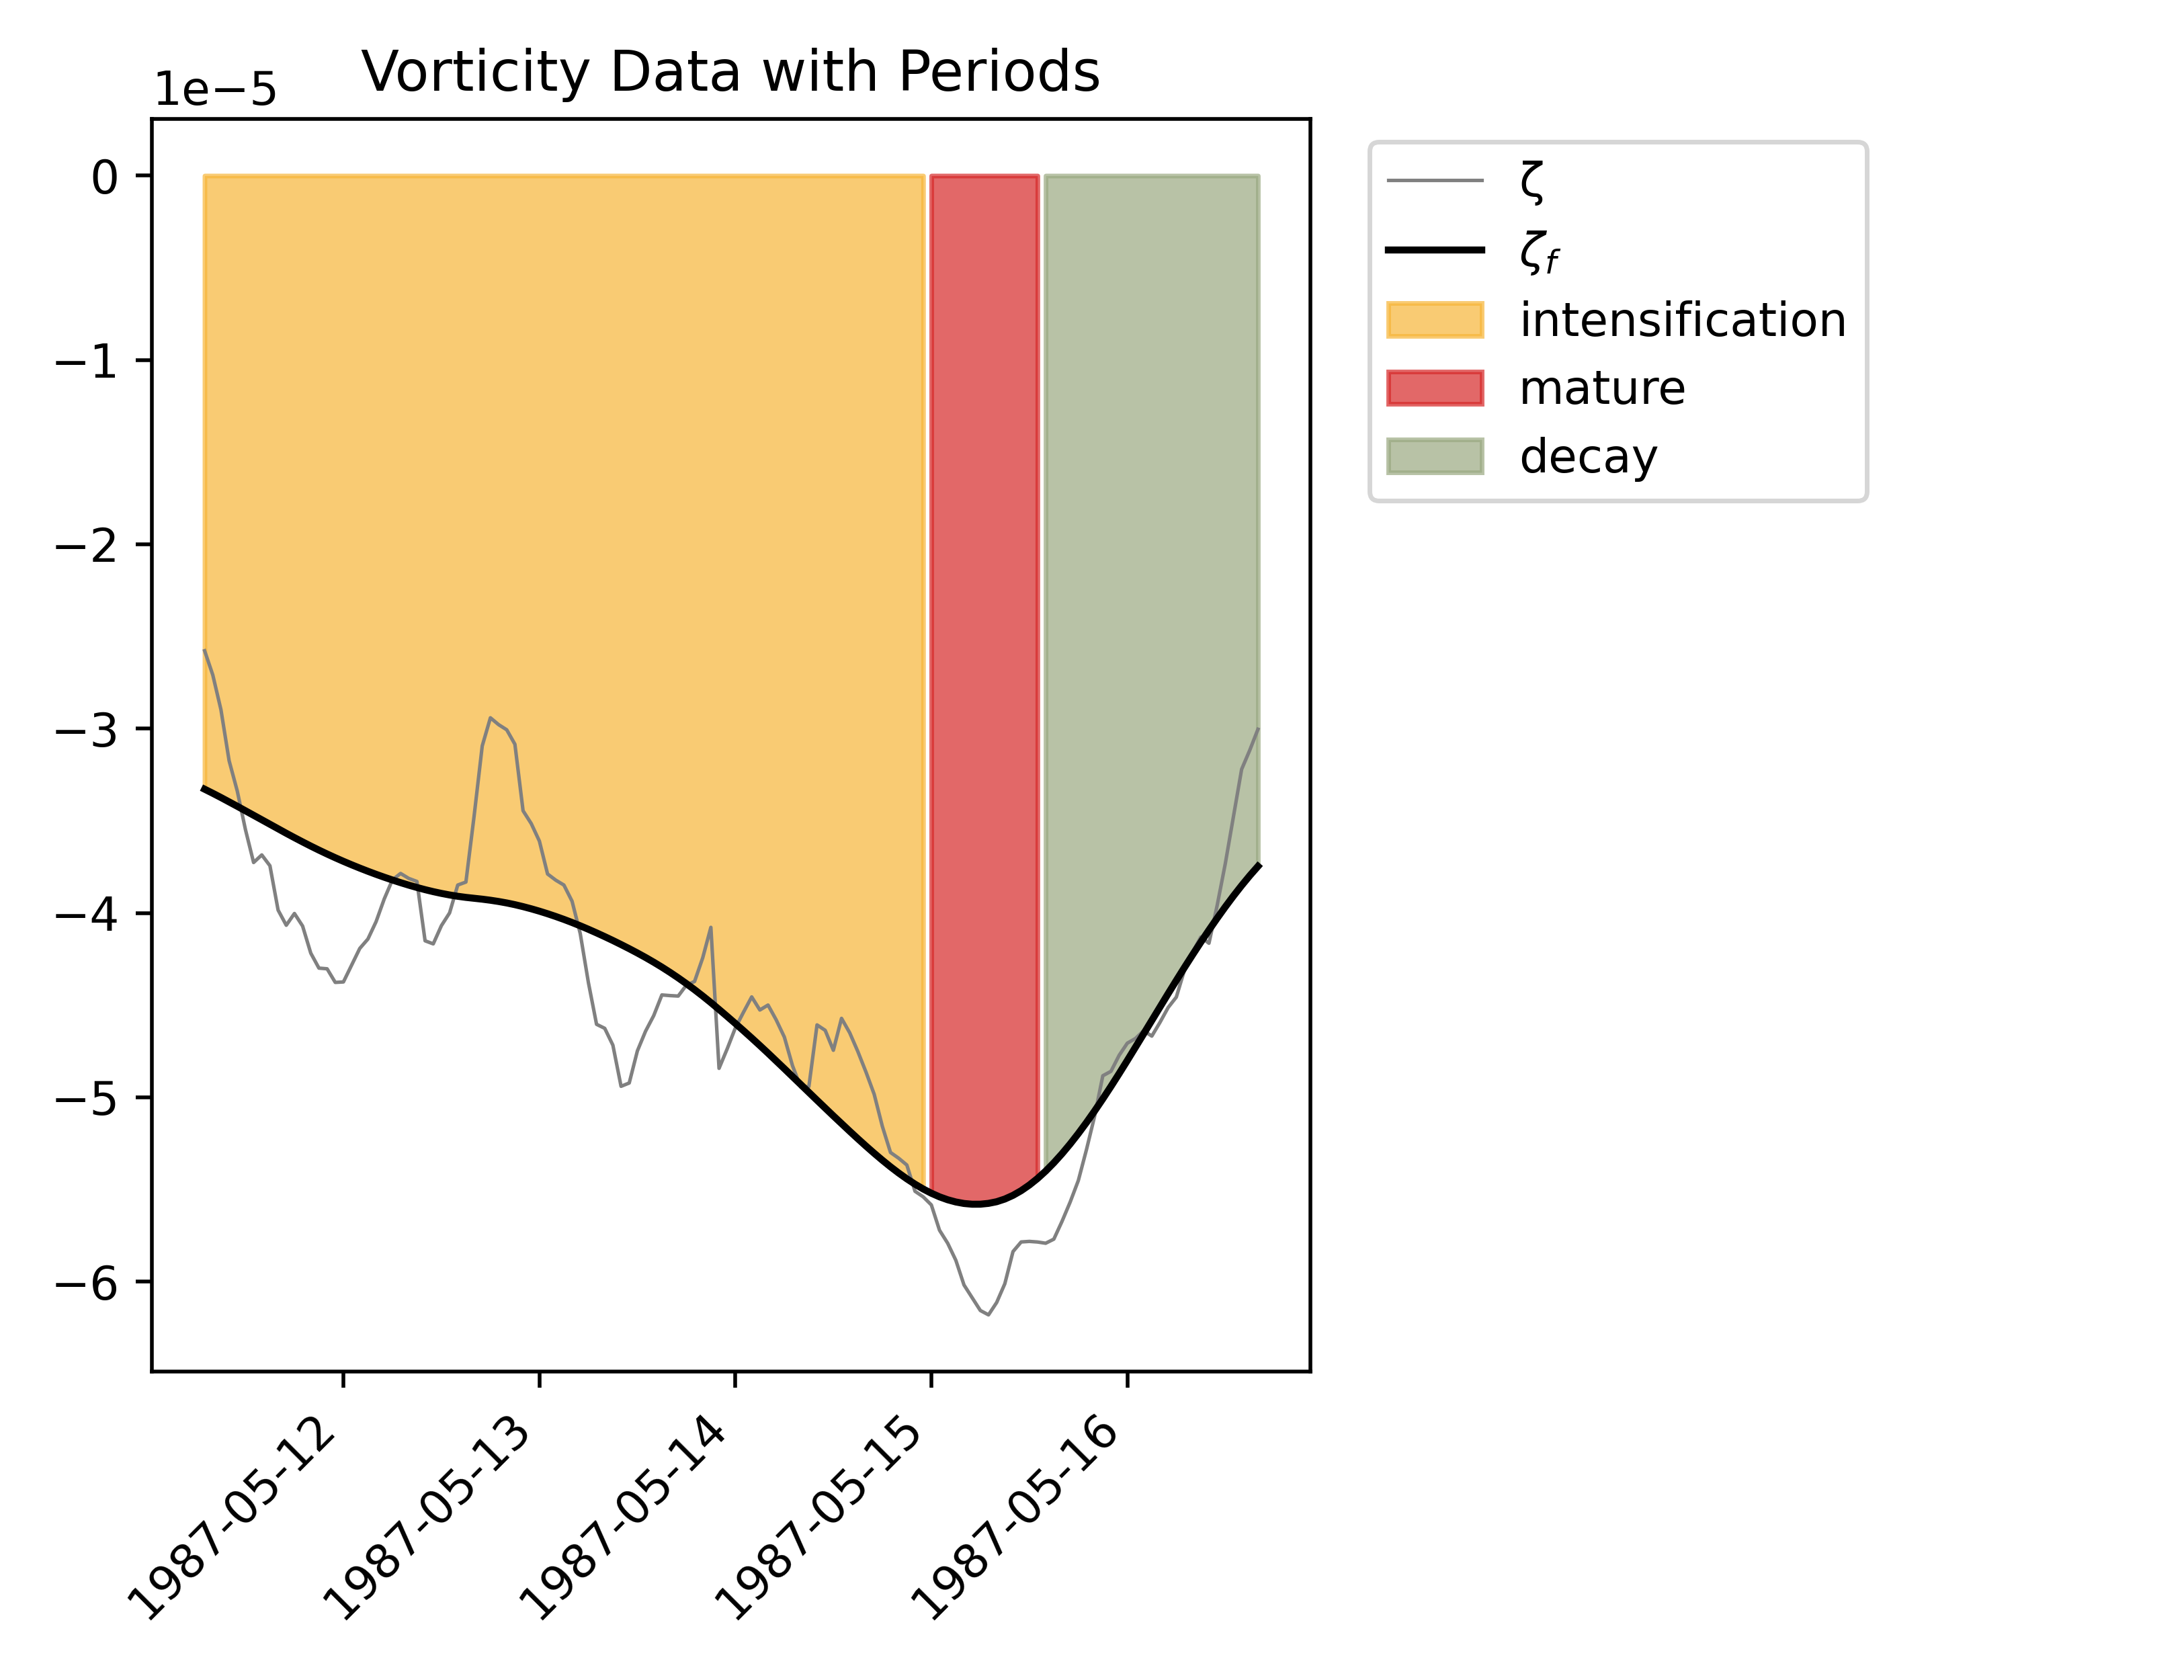 Vorticity Data with Periods
1e−5
0
−1
−2
−3
−4
−5
−6
1987-05-12
1987-05-13
1987-05-14
1987-05-15
1987-05-16
ζ
ζf
intensification
mature
decay